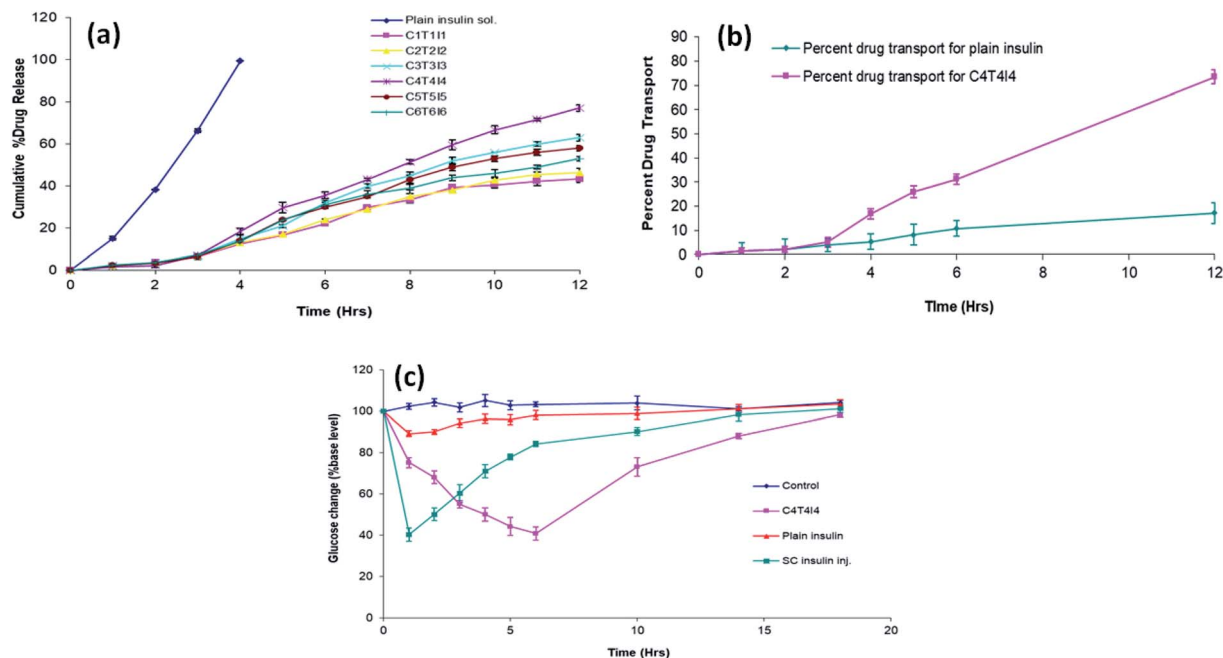 (a)
Plain insulin sol.
C1T1I1
C2T2I2
C3T3I3
C4T4I4
C5T5I5
C6T6I6
Cumulative %Drug Release
120
100
80
60
40
20
0
0 2 4 6 8 10 12
Time (Hrs)
(b)
Percent drug transport for plain insulin
Percent drug transport for C4T4I4
Percent Drug Transport
90
80
70
60
50
40
30
20
10
0
0 2 4 6 8 10 12
TIme (Hrs)
(c)
Control
C4T4I4
Plain insulin
SC insulin inj.
Glucose change (%base level)
120
100
80
60
40
20
0
0 5 10 15 20
Time (Hrs)